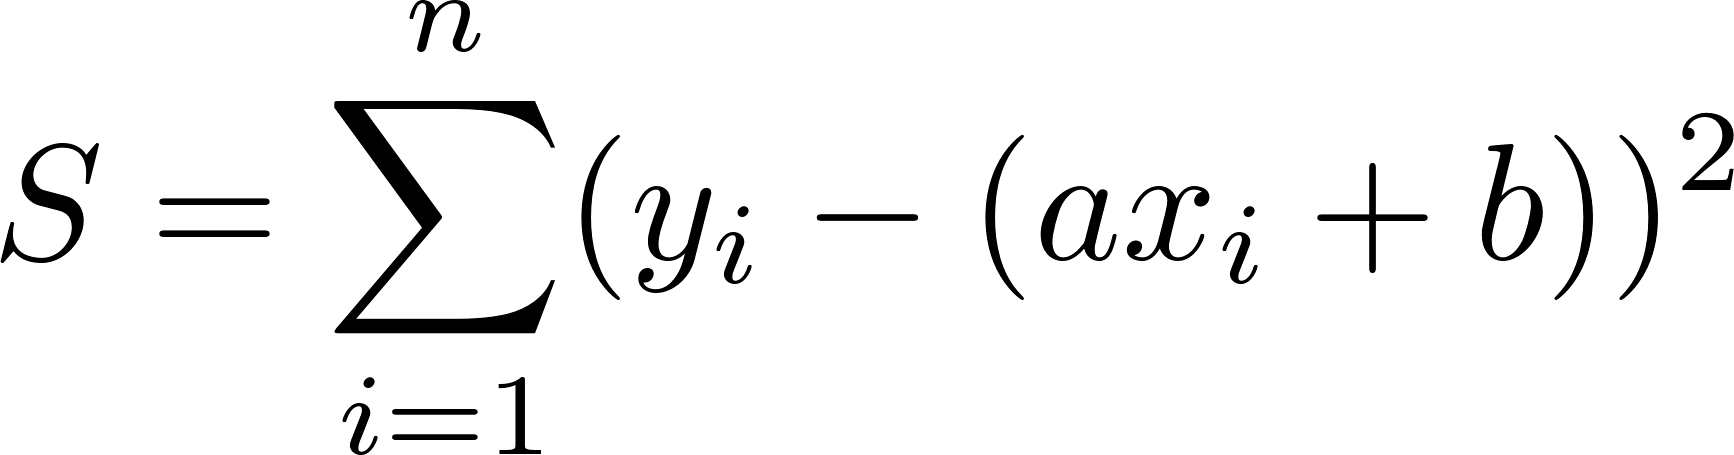 S = \sum_{i=1}^{n} (y_i - (ax_i + b))^2